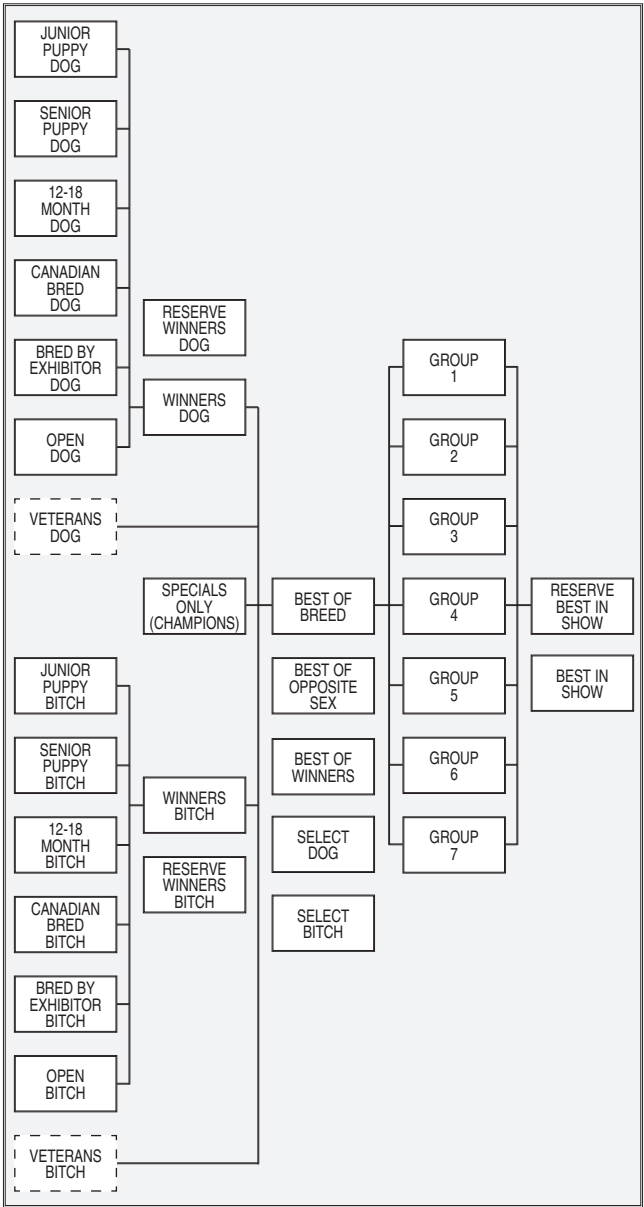 JUNIOR
PUPPY
DOG
SENIOR
PUPPY
DOG
12-18
MONTH
DOG
CANADIAN
BRED
DOG
BRED BY
EXHIBITOR
DOG
OPEN
DOG
VETERANS
DOG
JUNIOR
PUPPY
BITCH
SENIOR
PUPPY
BITCH
12-18
MONTH
BITCH
CANADIAN
BRED
BITCH
BRED BY
EXHIBITOR
BITCH
OPEN
BITCH
VETERANS
BITCH
RESERVE
WINNERS
DOG
WINNERS
DOG
SPECIALS
ONLY
(CHAMPIONS)
WINNERS
BITCH
RESERVE
WINNERS
BITCH
BEST OF
BREED
BEST OF
OPPOSITE
SEX
BEST OF
WINNERS
SELECT
DOG
SELECT
BITCH
GROUP
1
GROUP
2
GROUP
3
GROUP
4
GROUP
5
GROUP
6
GROUP
7
RESERVE
BEST IN
SHOW
BEST IN
SHOW